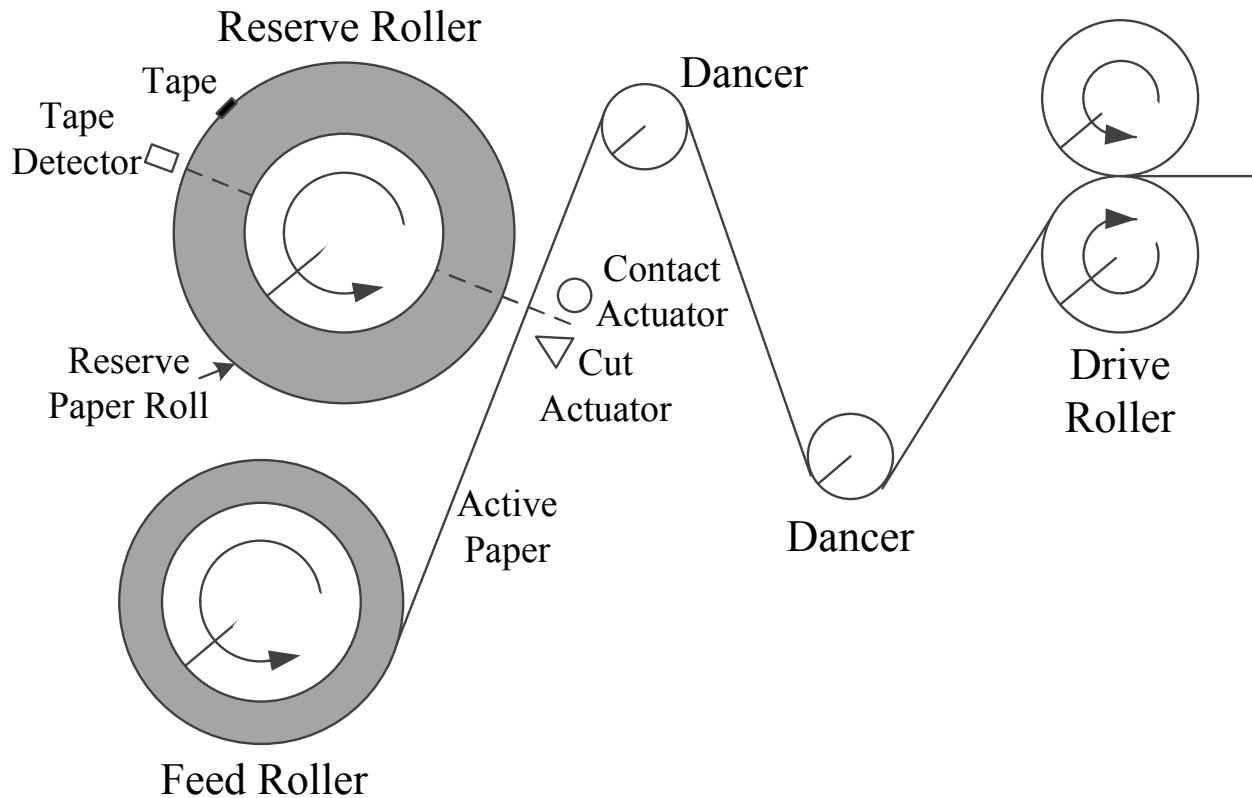 Reserve Roller
Tape
Tape
Detector
Dancer
Contact
Actuator
Cut
Actuator
Reserve
Paper Roll
Drive
Roller
Active
Paper
Dancer
Feed Roller